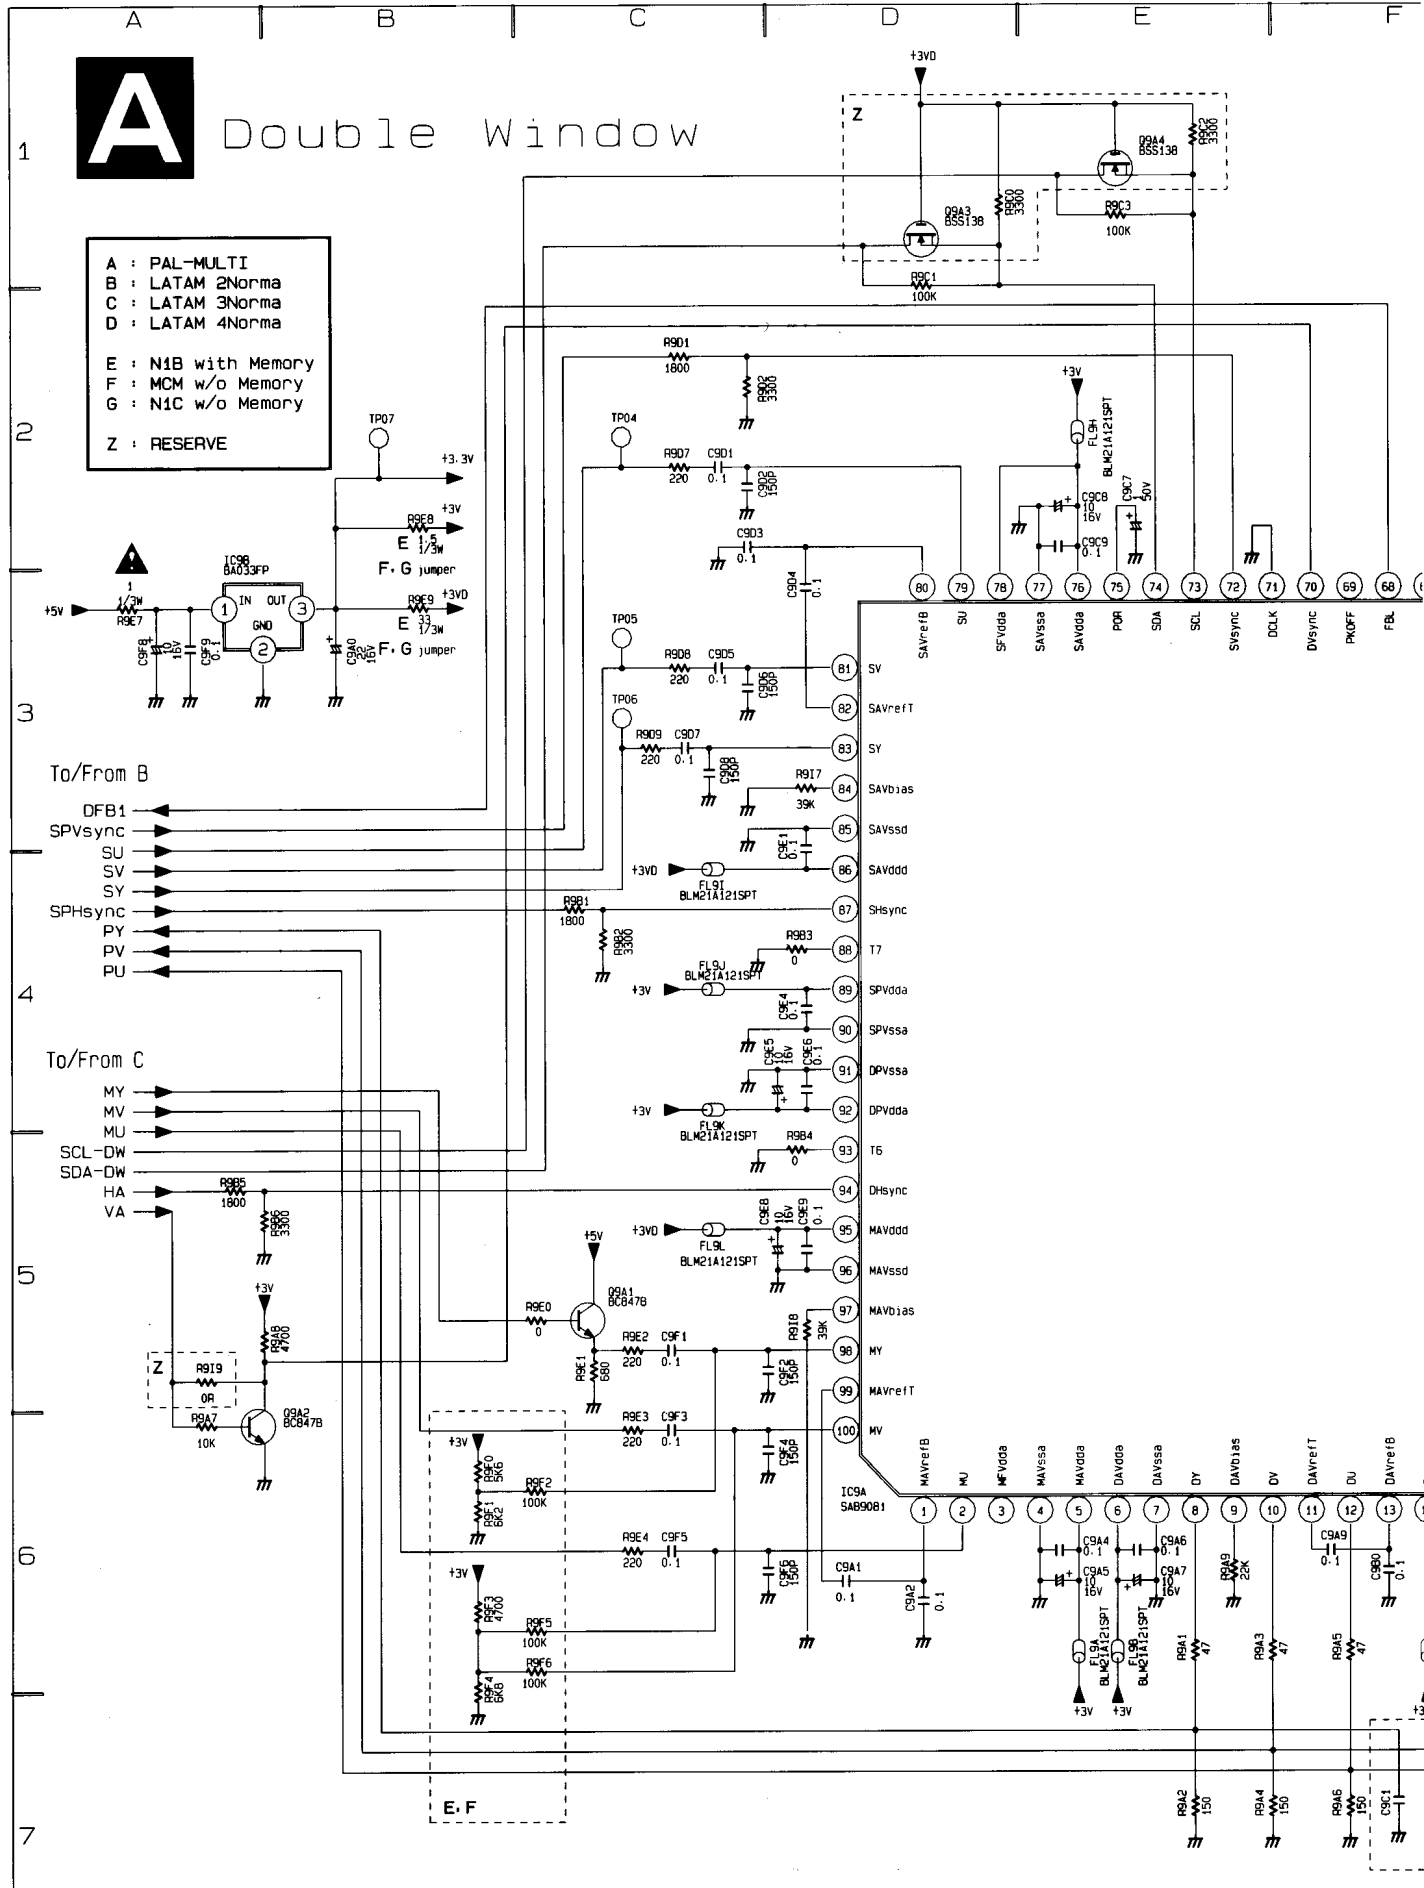 A B C D E F
1
2
3
4
5
6
7
A
Double Window
A : PAL-MULTI
B : LATAM 2Norma
C : LATAM 3Norma
D : LATAM 4Norma
E : N1B with Memory
F : MCM w/o Memory
G : N1C w/o Memory
Z : RESERVE
+3VD
Z
Q9A4
BSS138
R9C2
3300
R9C3
100K
Q9A3
BSS138
R9C0
3300
R9C1
100K
R9D1
1800
R9D2
3300
+3V
FL9H
BLM21A121SPT
TP07
TP04
+3.3V
R9D7
220
C9D1
0.1
C9D2
150P
C9C8
10
16V
C9C7
1
50V
C9C9
0.1
R9E8
+3V
E 1.5
1/3W
F, G jumper
C9D3
0.1
C9D4
0.1
1
1/3W
R9E7
+5V
IC9B
BA033FP
1 IN OUT 3
GND
2
C9F8
10
16V
C9F9
0.1
C9A0
22
16V
R9E9
+3VD
E 33
1/3W
F, G jumper
80 79 78 77 76 75 74 73 72 71 70 69 68
SAVrefB
SU
SFVdda
SAVssa
SAVdda
POR
SDA
SCL
SVsync
DCLK
DVsync
PKOFF
FBL
TP05
R9D8
220
C9D5
0.1
C9D6
150P
TP06
R9D9
220
C9D7
0.1
C9D8
150P
R9I7
39K
C9E1
0.1
+3VD
FL9I
BLM21A121SPT
81 SV
82 SAVrefT
83 SY
84 SAVbias
85 SAVssd
86 SAVddd
87 SHsync
88 T7
89 SPVdda
90 SPVssa
91 DPVssa
92 DPVdda
93 T6
94 DHsync
95 MAVddd
96 MAVssd
97 MAVbias
98 MY
99 MAVrefT
100 MV
To/From B
DFB1
SPVsync
SU
SV
SY
SPHsync
PY
PV
PU
R9B1
1800
R9B2
3300
R9B3
0
FL9J
BLM21A121SPT
+3V
C9E4
0.1
C9E5
10
16V
C9E6
0.1
+3V
FL9K
BLM21A121SPT
R9B4
0
To/From C
MY
MV
MU
SCL-DW
SDA-DW
HA
VA
R9B5
1800
R9B6
3300
+3V
R9A8
4700
Z
R9I9
0R
R9A7
10K
Q9A2
BC847B
C9E8
10
16V
C9E9
0.1
+3VD
FL9L
BLM21A121SPT
+5V
Q9A1
BC847B
R9E0
0
R9E1
680
R9E2
220
C9F1
0.1
C9F2
150P
R9I8
39K
R9E3
220
C9F3
0.1
C9F4
150P
+3V
R9F0
5K6
R9F1
6K2
R9F2
100K
R9E4
220
C9F5
0.1
C9F6
150P
+3V
R9F3
4700
R9F5
100K
R9F6
100K
R9F4
6K8
E, F
C9A1
0.1
C9A2
0.1
IC9A
SAB9081
MAVrefB
MU
MFVdda
MAVssa
MAVdda
DAVdda
DAVssa
DY
DAVbias
DV
DAVrefT
DU
DAVrefB
1 2 3 4 5 6 7 8 9 10 11 12 13
C9A4
0.1
C9A5
10
16V
C9A6
0.1
C9A7
10
16V
R9A9
22K
C9A9
0.1
C9B0
0.1
FL9A
BLM21A121SPT
FL9B
BLM21A121SPT
+3V
+3V
R9A1
47
R9A3
47
R9A5
47
R9A2
150
R9A4
150
R9A6
150
C9C1